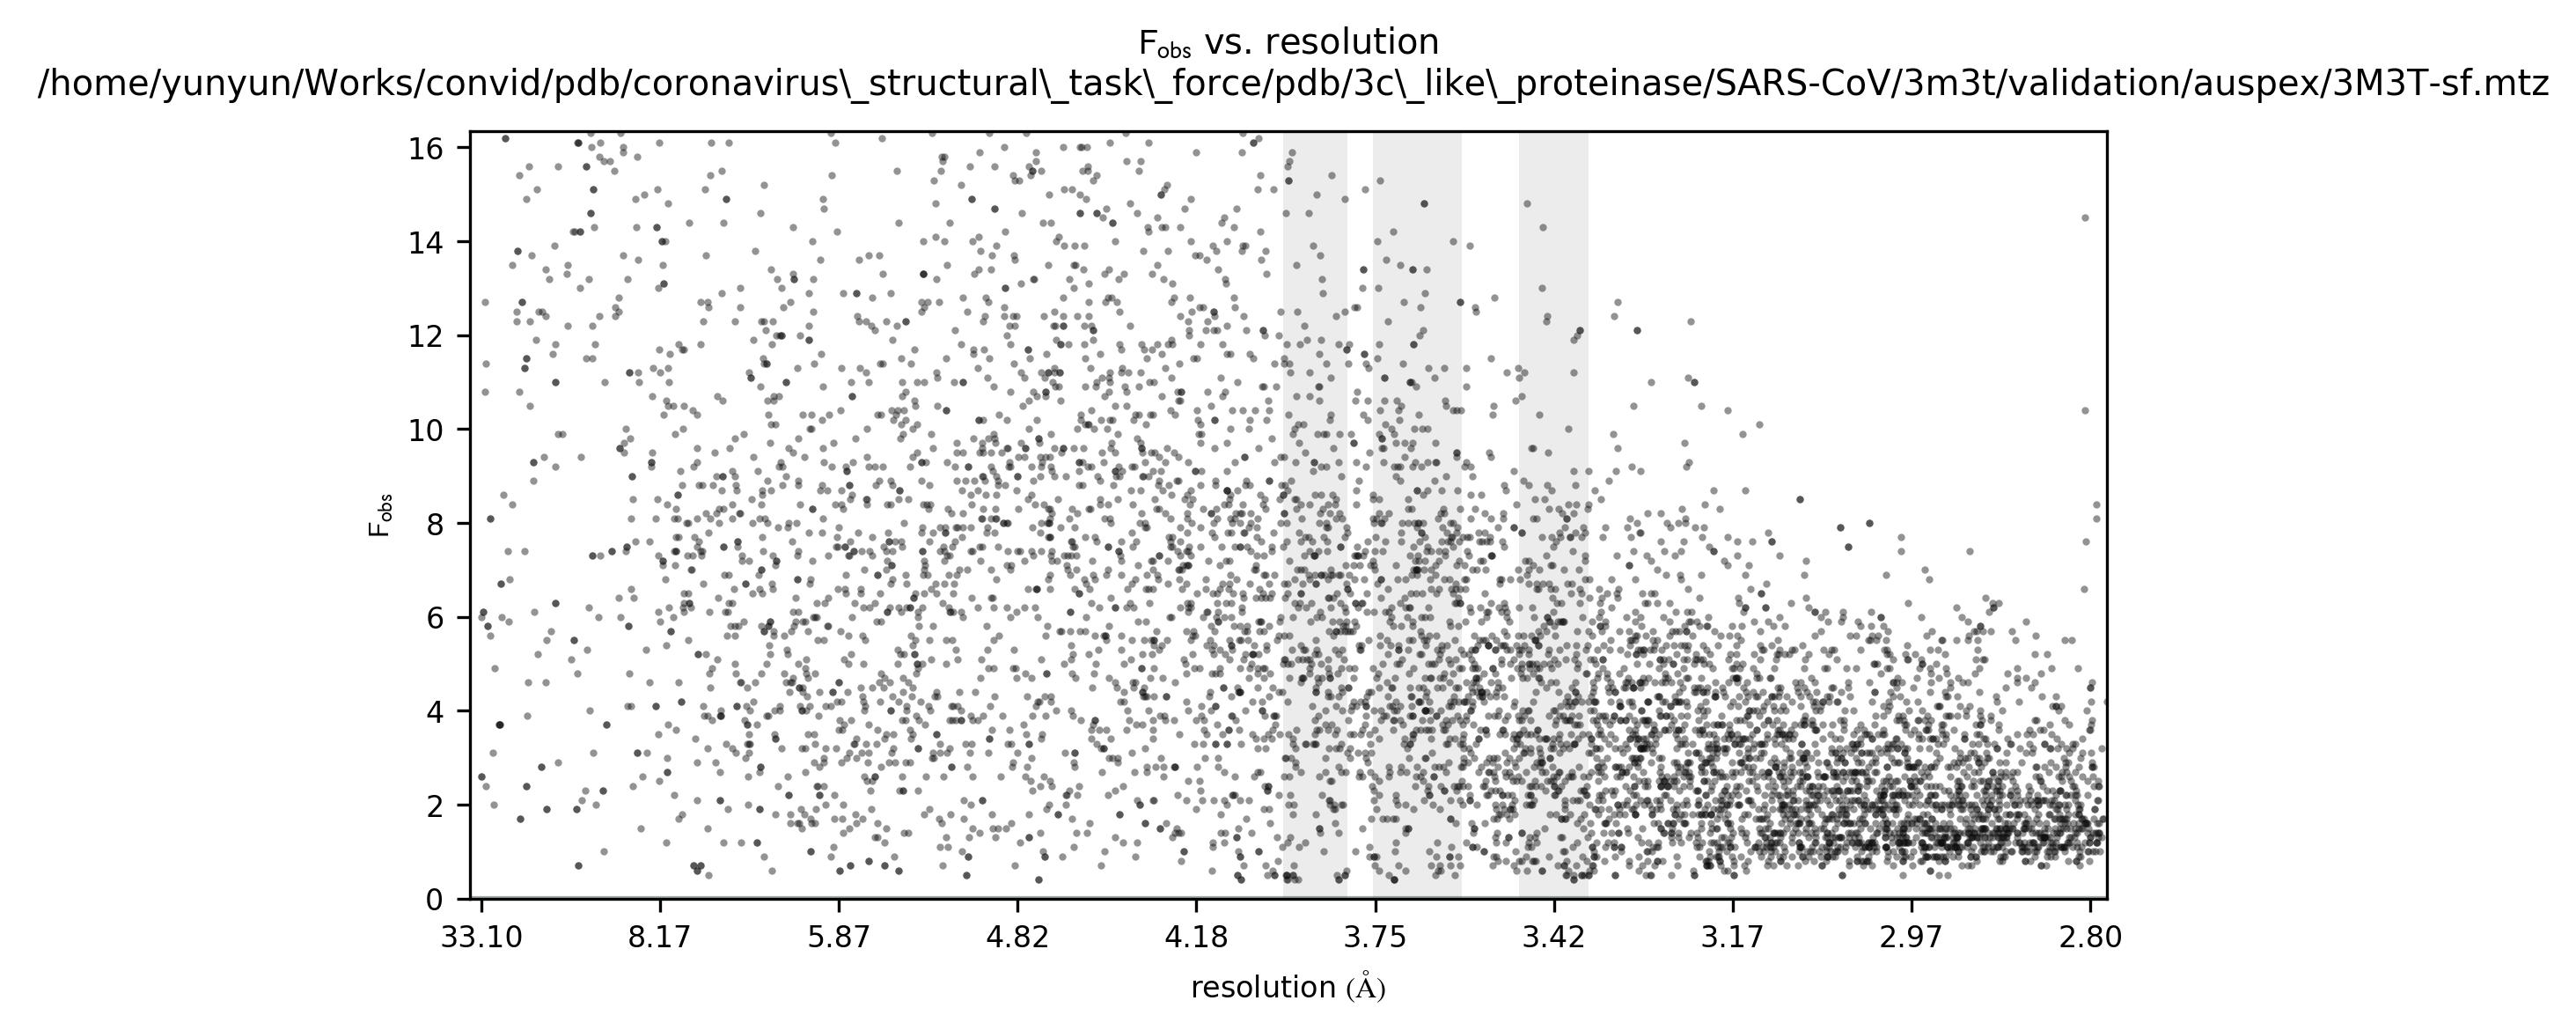 F_obs vs. resolution
/home/yunyun/Works/convid/pdb/coronavirus\_structural\_task\_force/pdb/3c\_like\_proteinase/SARS-CoV/3m3t/validation/auspex/3M3T-sf.mtz
16
14
12
10
8
6
4
2
0
F_obs
33.10 8.17 5.87 4.82 4.18 3.75 3.42 3.17 2.97 2.80
resolution (Å)